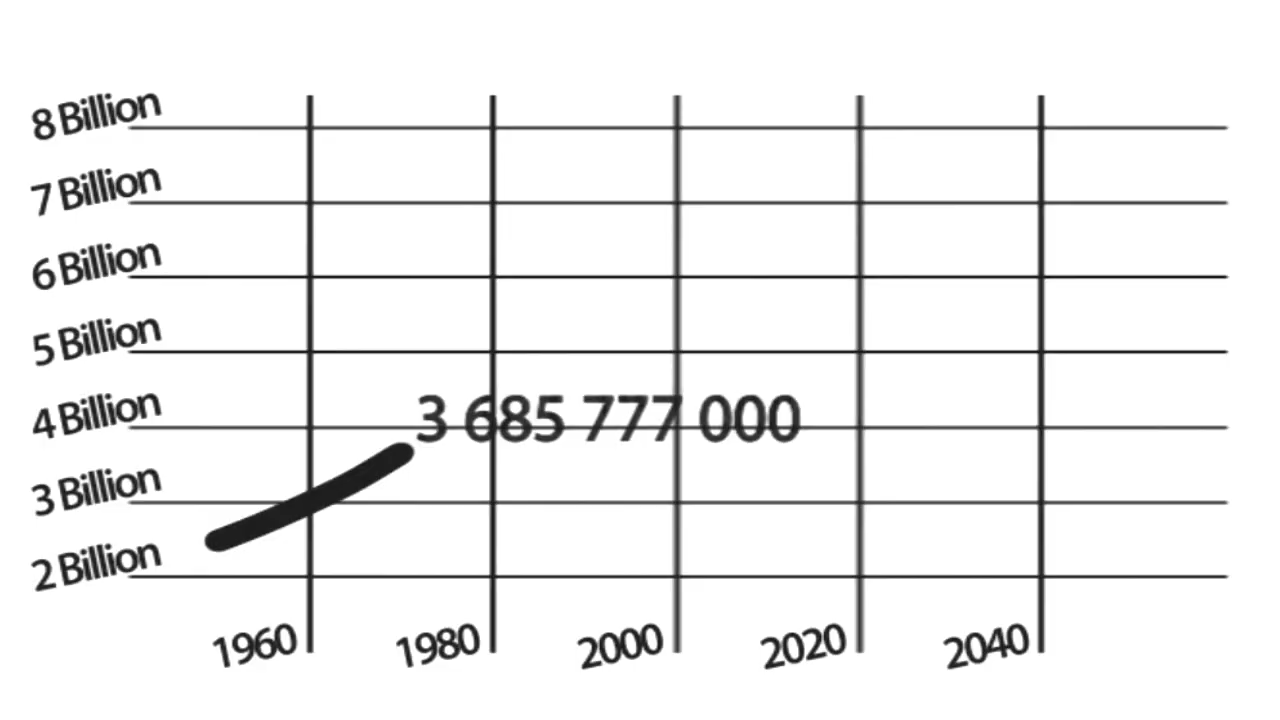 8 Billion
7 Billion
6 Billion
5 Billion
4 Billion
3 685 777 000
3 Billion
2 Billion
1960 1980 2000 2020 2040